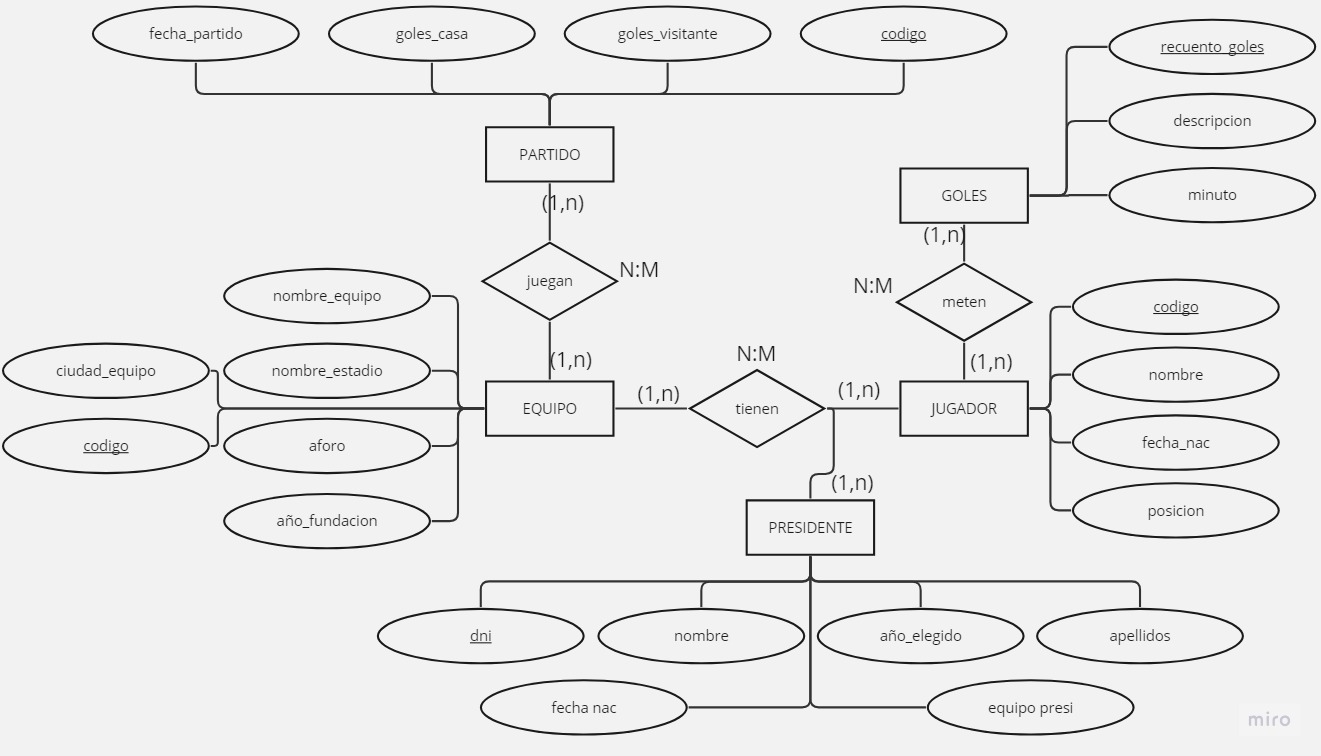 fecha_partido
goles_casa
goles_visitante
codigo
recuento_goles
descripcion
minuto
PARTIDO
GOLES
(1,n)
(1,n)
juegan
N:M
N:M
meten
nombre_equipo
nombre_estadio
ciudad_equipo
codigo
aforo
año_fundacion
(1,n)
(1,n)
EQUIPO
(1,n)
N:M
tienen
(1,n)
JUGADOR
codigo
nombre
fecha_nac
posicion
(1,n)
PRESIDENTE
dni
nombre
año_elegido
apellidos
fecha nac
equipo presi
miro